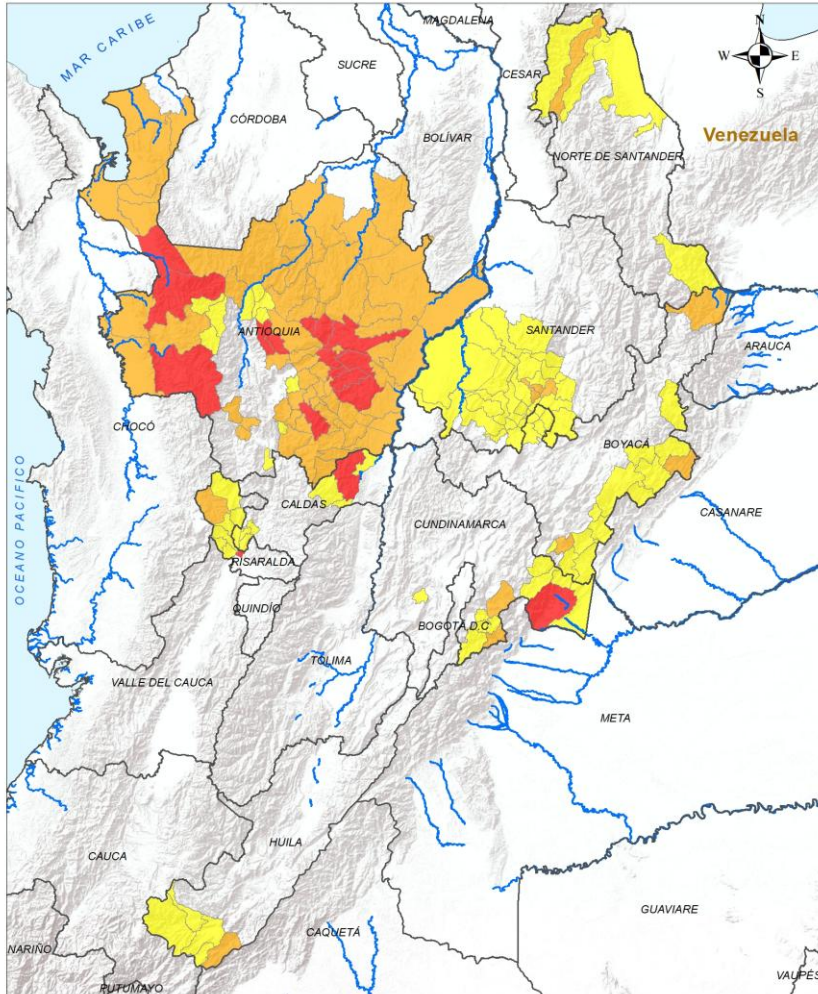 MAGDALENA
MAR CARIBE
N
W E
S
SUCRE
CESAR
CÓRDOBA
BOLÍVAR
Venezuela
NORTE DE SANTANDER
ANTIOQUIA
SANTANDER
ARAUCA
CHOCÓ
BOYACÁ
CALDAS
CASANARE
CUNDINAMARCA
OCEANO PACIFICO
RISARALDA
QUINDÍO
BOGOTÁ D.C
TOLIMA
VALLE DEL CAUCA
META
HUILA
CAUCA
GUAVIARE
CAQUETÁ
NARIÑO
PUTUMAYO
VAUPÉS